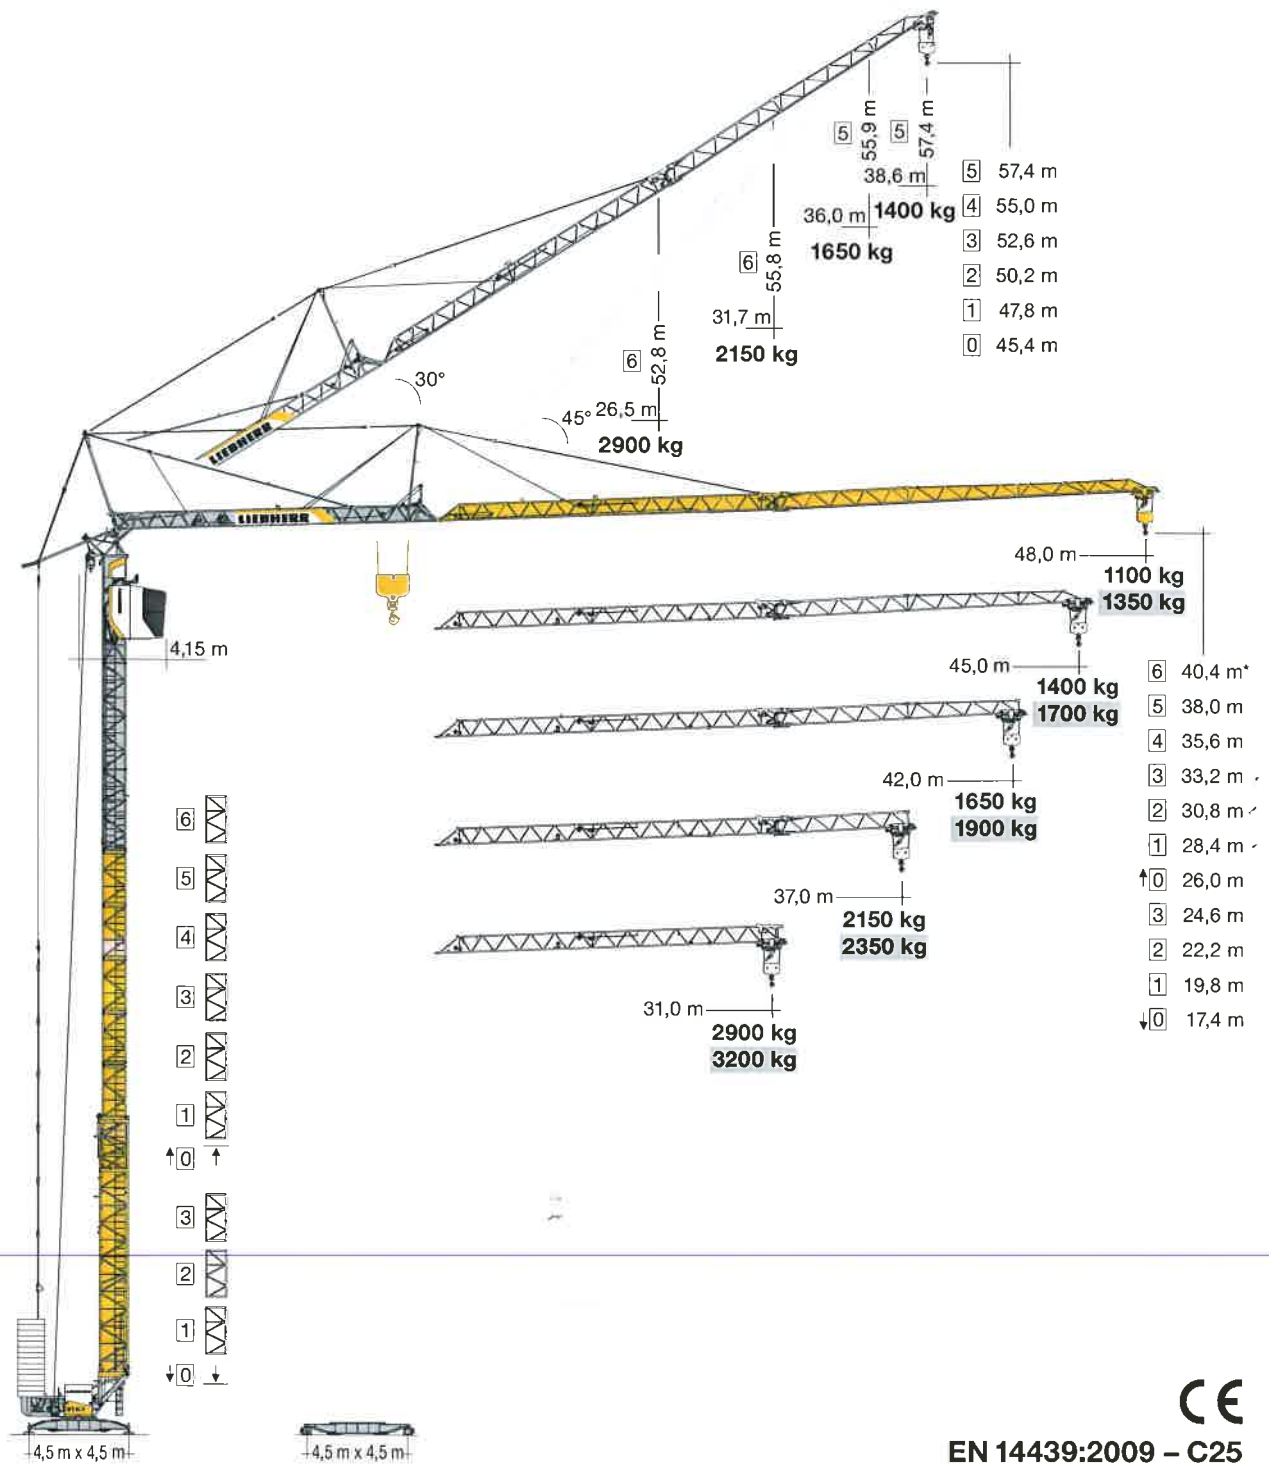 5 55,9 m
5 57,4 m
38,6 m
1400 kg
36,0 m
1650 kg
5 57,4 m
4 55,0 m
3 52,6 m
2 50,2 m
1 47,8 m
0 45,4 m
6 55,8 m
31,7 m
2150 kg
6 52,8 m
26,5 m
2900 kg
30°
45°
LIEBHERR
LIEBHERR
48,0 m
1100 kg
1350 kg
4,15 m
45,0 m
1400 kg
1700 kg
42,0 m
1650 kg
1900 kg
37,0 m
2150 kg
2350 kg
31,0 m
2900 kg
3200 kg
6 40,4 m*
5 38,0 m
4 35,6 m
3 33,2 m
2 30,8 m
1 28,4 m
↑0 26,0 m
3 24,6 m
2 22,2 m
1 19,8 m
↓0 17,4 m
6
5
4
3
2
1
↑0 ↑
3
2
1
↓0 ↓
4,5 m x 4,5 m
4,5 m x 4,5 m
CE
EN 14439:2009 – C25